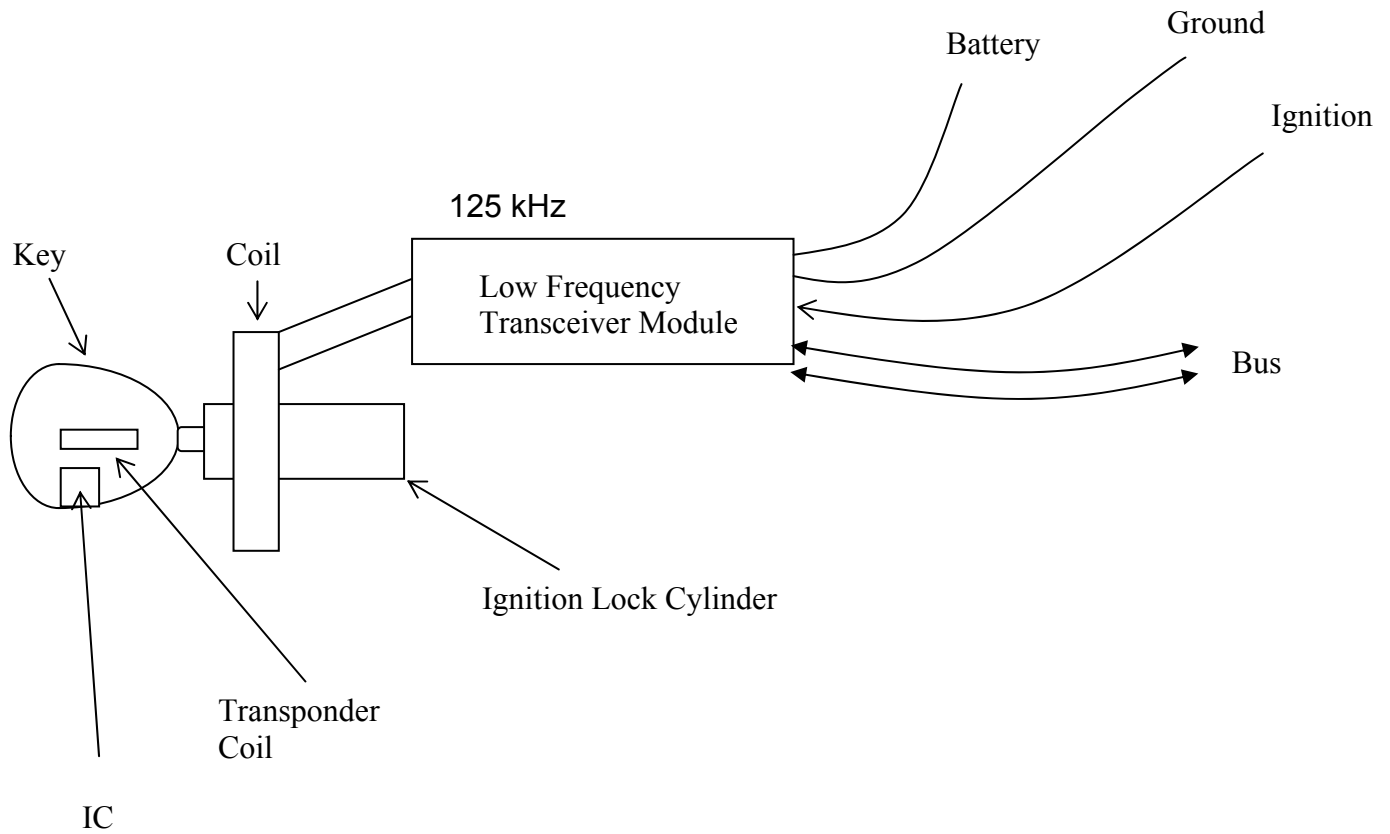 Ground
Battery
Ignition
125 kHz
Key
Coil
Low Frequency
Transceiver Module
Bus
Ignition Lock Cylinder
Transponder
Coil
IC